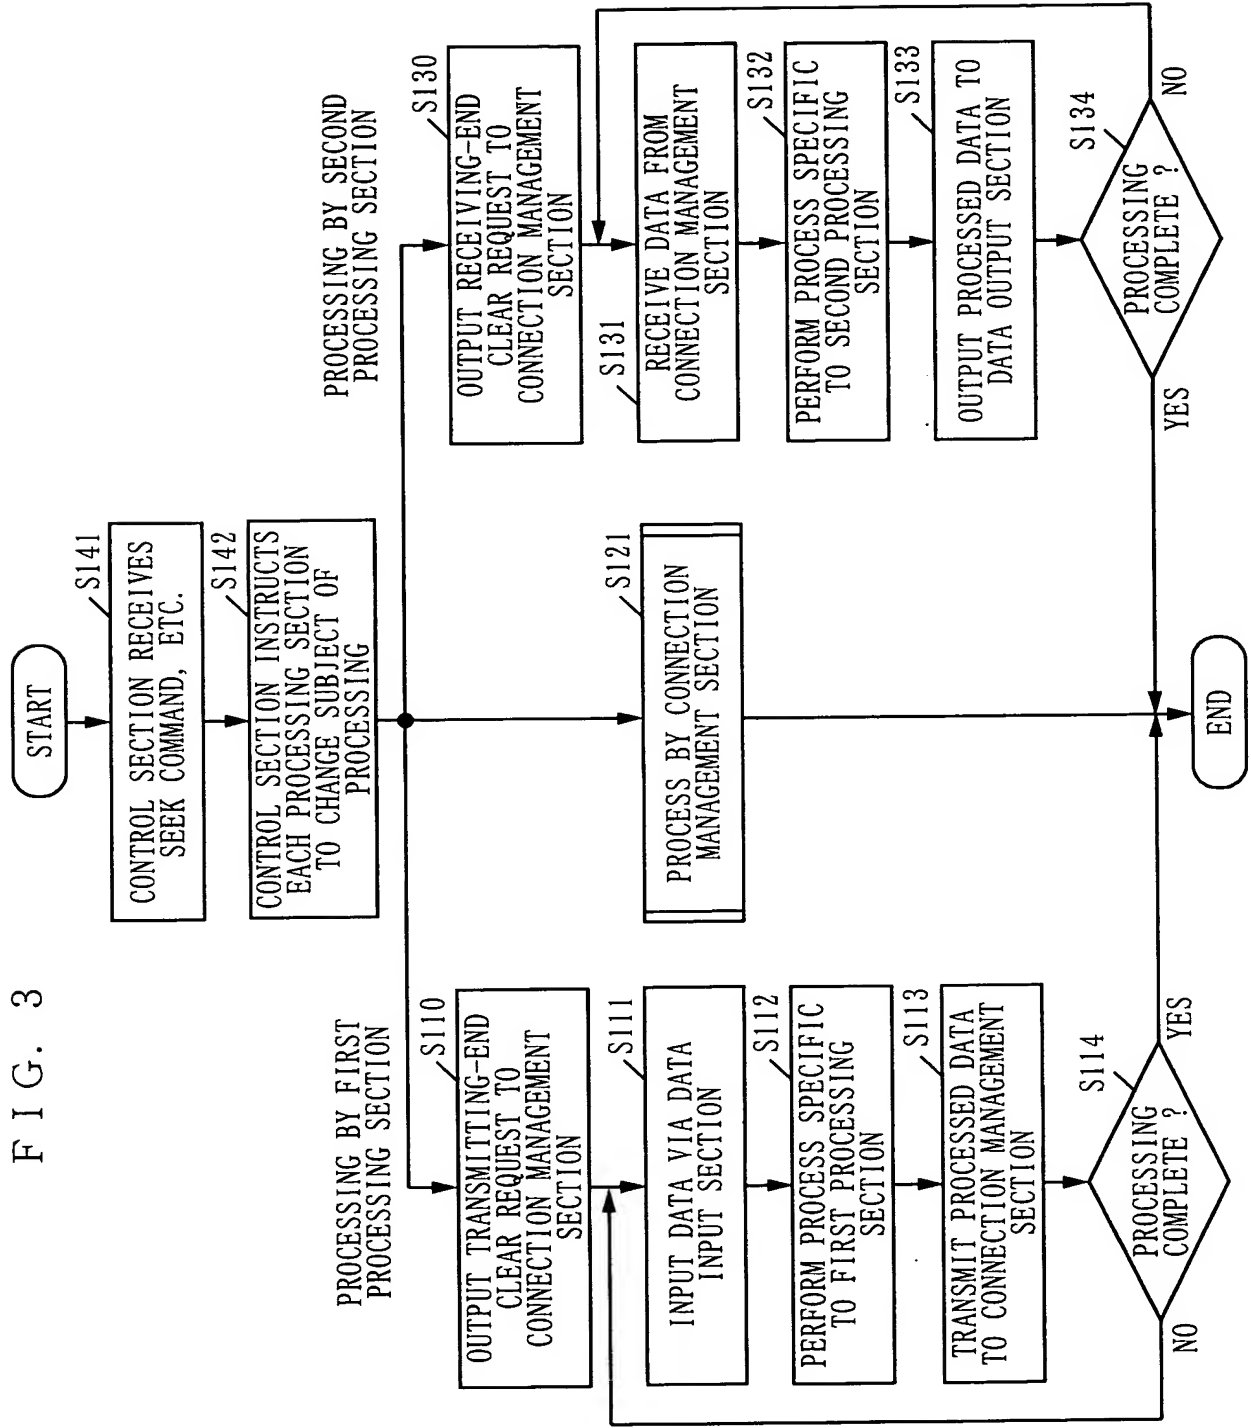 FIG. 3
START
S141
CONTROL SECTION RECEIVES
SEEK COMMAND, ETC.
S142
CONTROL SECTION INSTRUCTS
EACH PROCESSING SECTION
TO CHANGE SUBJECT OF
PROCESSING
PROCESSING BY FIRST
PROCESSING SECTION
S110
OUTPUT TRANSMITTING-END
CLEAR REQUEST TO
CONNECTION MANAGEMENT
SECTION
S111
INPUT DATA VIA DATA
INPUT SECTION
S112
PERFORM PROCESS SPECIFIC
TO FIRST PROCESSING
SECTION
S113
TRANSMIT PROCESSED DATA
TO CONNECTION MANAGEMENT
SECTION
S114
PROCESSING
COMPLETE ?
YES
NO
S121
PROCESS BY CONNECTION
MANAGEMENT SECTION
PROCESSING BY SECOND
PROCESSING SECTION
S130
OUTPUT RECEIVING-END
CLEAR REQUEST TO
CONNECTION MANAGEMENT
SECTION
S131
RECEIVE DATA FROM
CONNECTION MANAGEMENT
SECTION
S132
PERFORM PROCESS SPECIFIC
TO SECOND PROCESSING
SECTION
S133
OUTPUT PROCESSED DATA TO
DATA OUTPUT SECTION
S134
PROCESSING
COMPLETE ?
YES
NO
END